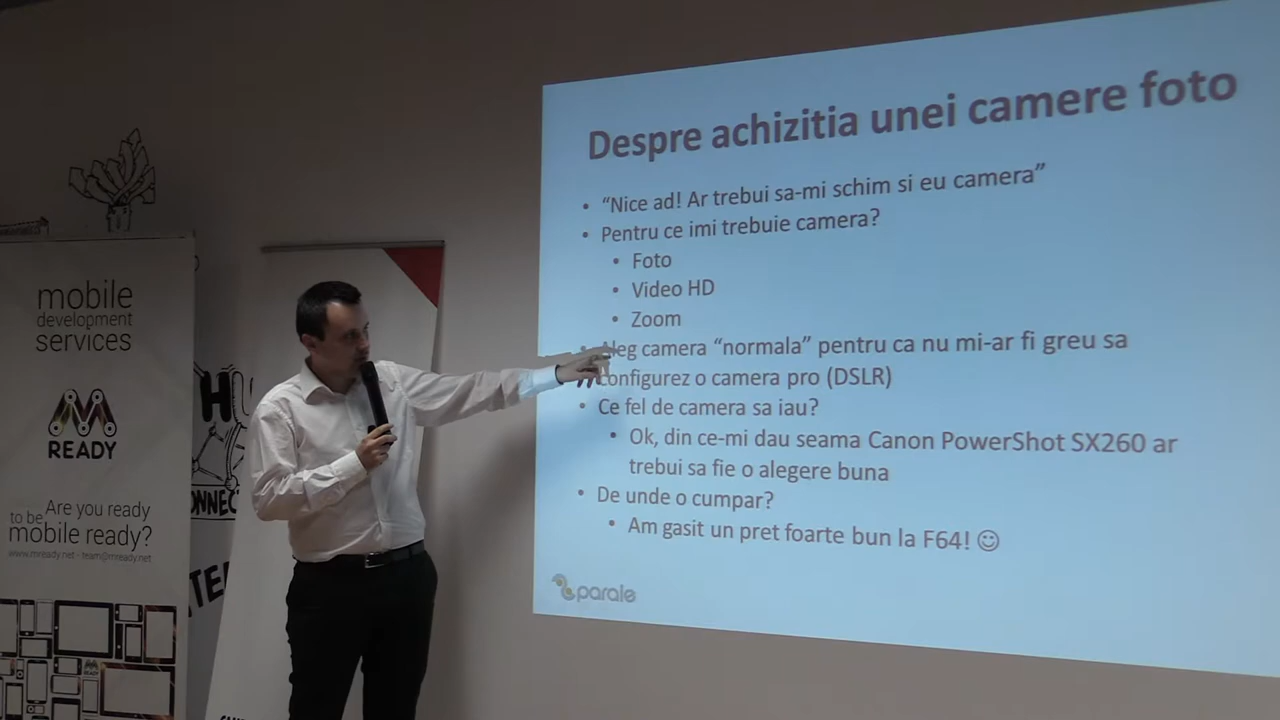 Despre achizitia unei camere foto
• “Nice ad! Ar trebui sa-mi schim si eu camera”
• Pentru ce imi trebuie camera?
• Foto
• Video HD
• Zoom
• Aleg camera “normala” pentru ca nu mi-ar fi greu sa
configurez o camera pro (DSLR)
• Ce fel de camera sa iau?
• Ok, din ce-mi dau seama Canon PowerShot SX260 ar
trebui sa fie o alegere buna
• De unde o cumpar?
• Am gasit un pret foarte bun la F64! ☺
parale
mobile
development
services
READY
Are you ready
to be
mobile ready?
www.mready.net - team@mready.net